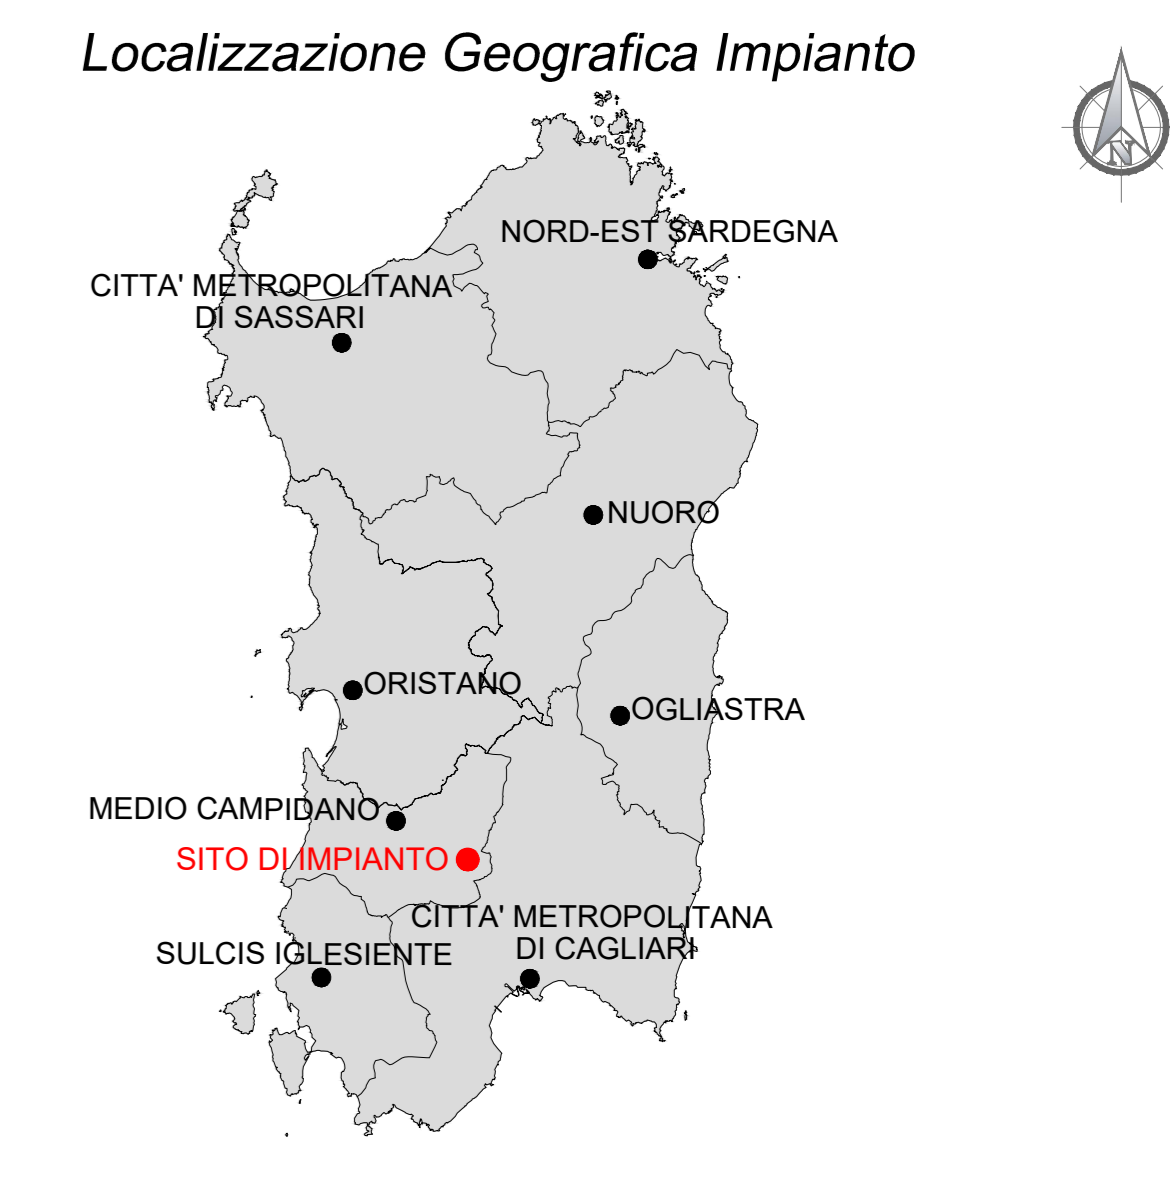 Localizzazione Geografica Impianto
N
NORD-EST SARDEGNA
CITTA' METROPOLITANA
DI SASSARI
NUORO
ORISTANO
OGLIASTRA
MEDIO CAMPIDANO
SITO DI IMPIANTO
CITTA' METROPOLITANA
DI CAGLIARI
SULCIS IGLESIENTE